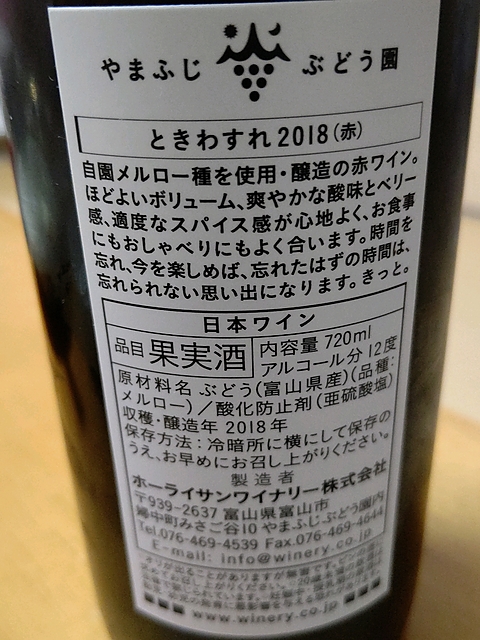 やまふじ ぶどう園
ときわすれ2018(赤)
自園メルロー種を使用・醸造の赤ワイン。
ほどよいボリューム、爽やかな酸味とベリー
感、適度なスパイス感が心地よく、お食事
にもおしゃべりにもよく合います。時間を
忘れ、今を楽しめば、忘れたはずの時間は、
忘れられない思い出になります。きっと。
日本ワイン
品目 果実酒 内容量 720ml
アルコール分 12度
原材料名 ぶどう(富山県産)(品種:
メルロー)/酸化防止剤(亜硫酸塩)
収穫・醸造年 2018年
保存方法:冷暗所に横にして保存の
うえ、お早めにお召し上がりください。
製造者
ホーライサンワイナリー株式会社
〒939-2637 富山県富山市
婦中町みさご谷10 やまふじぶどう園内
Tel.076-469-4539 Fax.076-469-4644
E-mail: info@winery.co.jp
www.winery.co.jp